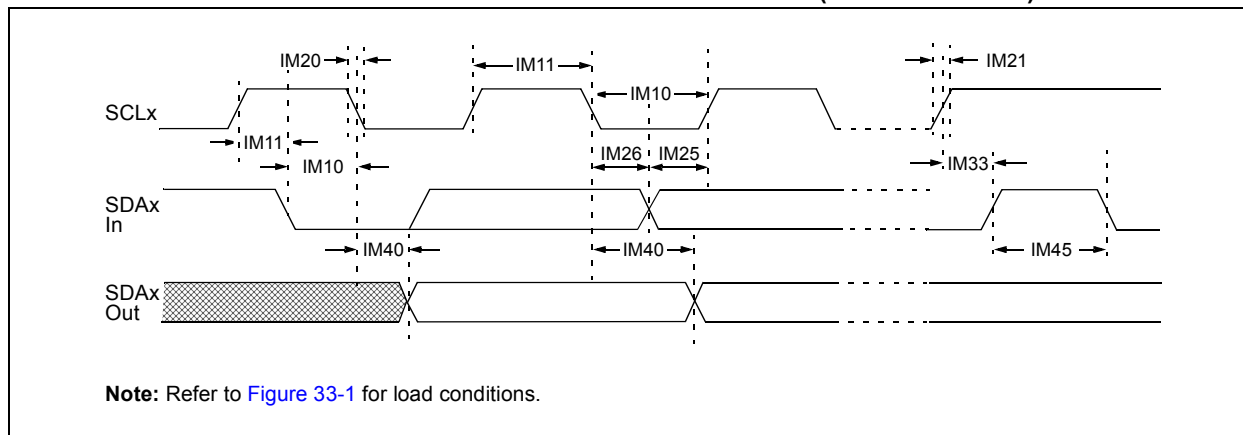 IM20
IM11
IM21
SCLx
IM10
IM11
IM10
IM26
IM25
IM33
SDAx
In
IM40
IM40
IM45
SDAx
Out
Note: Refer to Figure 33-1 for load conditions.